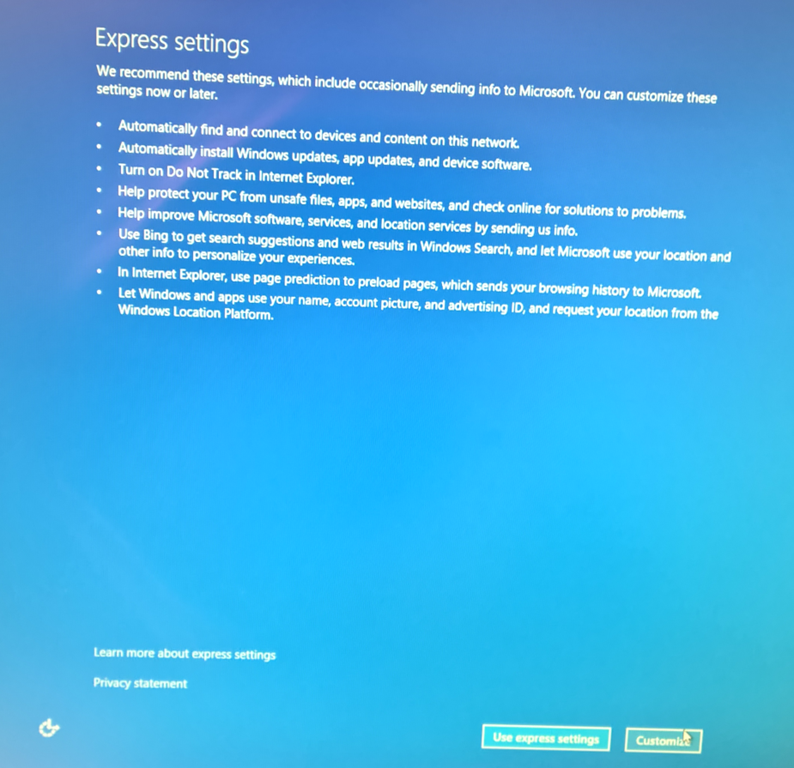 Express settings
We recommend these settings, which include occasionally sending info to Microsoft. You can customize these
settings now or later.
• Automatically find and connect to devices and content on this network.
• Automatically install Windows updates, app updates, and device software.
• Turn on Do Not Track in Internet Explorer.
• Help protect your PC from unsafe files, apps, and websites, and check online for solutions to problems.
• Help improve Microsoft software, services, and location services by sending us info.
• Use Bing to get search suggestions and web results in Windows Search, and let Microsoft use your location and
other info to personalize your experiences.
• In Internet Explorer, use page prediction to preload pages, which sends your browsing history to Microsoft.
• Let Windows and apps use your name, account picture, and advertising ID, and request your location from the
Windows Location Platform.
Learn more about express settings
Privacy statement
Use express settings
Customize